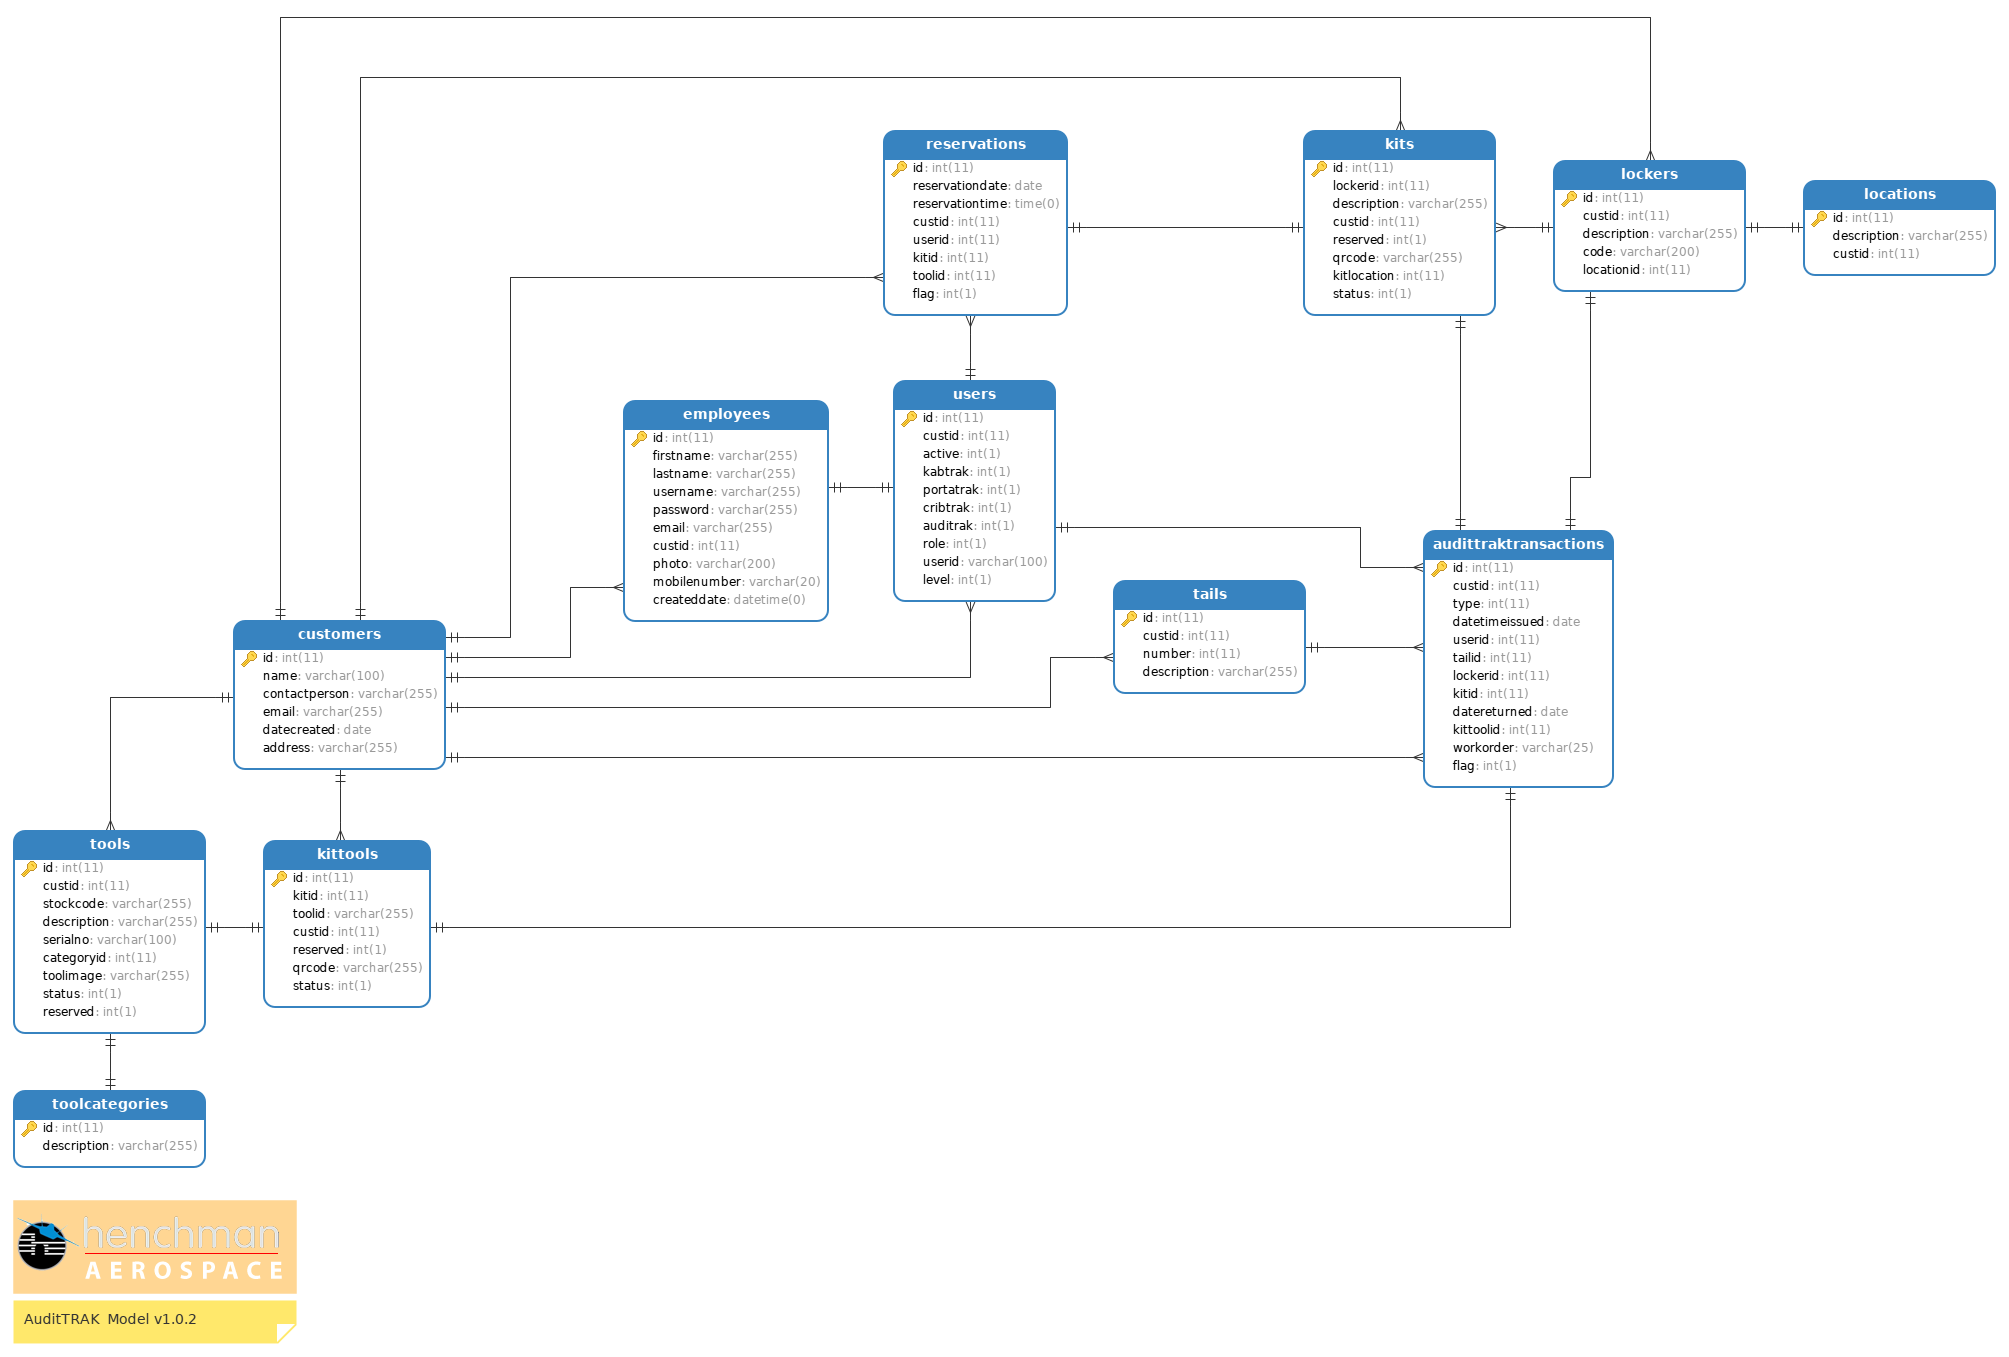 reservations
id: int(11)
reservationdate: date
reservationtime: time(0)
custid: int(11)
userid: int(11)
kitid: int(11)
toolid: int(11)
flag: int(1)
kits
id: int(11)
lockerid: int(11)
description: varchar(255)
custid: int(11)
reserved: int(1)
qrcode: varchar(255)
kitlocation: int(11)
status: int(1)
lockers
id: int(11)
custid: int(11)
description: varchar(255)
code: varchar(200)
locationid: int(11)
locations
id: int(11)
description: varchar(255)
custid: int(11)
employees
id: int(11)
firstname: varchar(255)
lastname: varchar(255)
username: varchar(255)
password: varchar(255)
email: varchar(255)
custid: int(11)
photo: varchar(200)
mobilenumber: varchar(20)
createddate: datetime(0)
users
id: int(11)
custid: int(11)
active: int(1)
kabtrak: int(1)
portatrak: int(1)
cribtrak: int(1)
auditrak: int(1)
role: int(1)
userid: varchar(100)
level: int(1)
audittraktransactions
id: int(11)
custid: int(11)
type: int(11)
datetimeissued: date
userid: int(11)
tailid: int(11)
lockerid: int(11)
kitid: int(11)
datereturned: date
kittoolid: int(11)
workorder: varchar(25)
flag: int(1)
tails
id: int(11)
custid: int(11)
number: int(11)
description: varchar(255)
customers
id: int(11)
name: varchar(100)
contactperson: varchar(255)
email: varchar(255)
datecreated: date
address: varchar(255)
tools
id: int(11)
custid: int(11)
stockcode: varchar(255)
description: varchar(255)
serialno: varchar(100)
categoryid: int(11)
toolimage: varchar(255)
status: int(1)
reserved: int(1)
kittools
id: int(11)
kitid: int(11)
toolid: varchar(255)
custid: int(11)
reserved: int(1)
qrcode: varchar(255)
status: int(1)
toolcategories
id: int(11)
description: varchar(255)
henchman
AEROSPACE
AuditTRAK Model v1.0.2